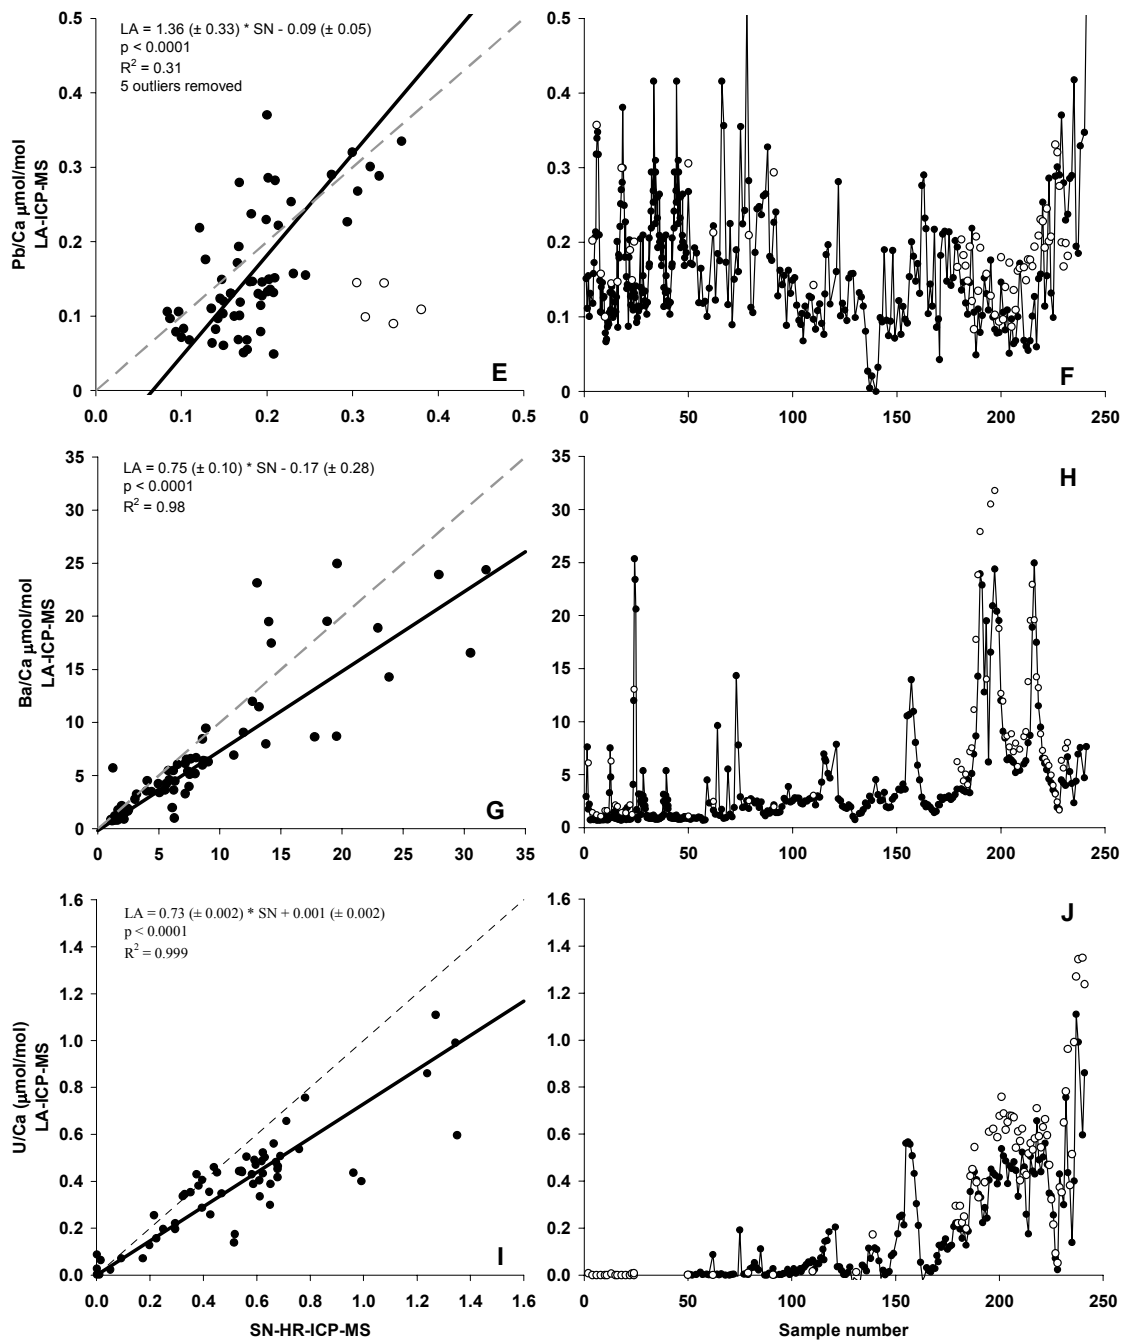 LA = 1.36 (± 0.33) * SN - 0.09 (± 0.05)
p < 0.0001
R² = 0.31
5 outliers removed
Pb/Ca µmol/mol
LA-ICP-MS
0.5
0.4
0.3
0.2
0.1
0
0.0 0.1 0.2 0.3 0.4 0.5
E
0.5
0.4
0.3
0.2
0.1
0
0 50 100 150 200 250
Sample number
F
LA = 0.75 (± 0.10) * SN - 0.17 (± 0.28)
p < 0.0001
R² = 0.98
Ba/Ca µmol/mol
LA-ICP-MS
35
30
25
20
15
10
5
0
0 5 10 15 20 25 30 35
G
35
30
25
20
15
10
5
0
0 50 100 150 200 250
H
LA = 0.73 (± 0.002) * SN + 0.001 (± 0.002)
p < 0.0001
R² = 0.999
U/Ca (µmol/mol)
LA-ICP-MS
1.6
1.4
1.2
1.0
0.8
0.6
0.4
0.2
0.0
0.0 0.2 0.4 0.6 0.8 1.0 1.2 1.4 1.6
SN-HR-ICP-MS
I
1.6
1.4
1.2
1.0
0.8
0.6
0.4
0.2
0.0
0 50 100 150 200 250
Sample number
J